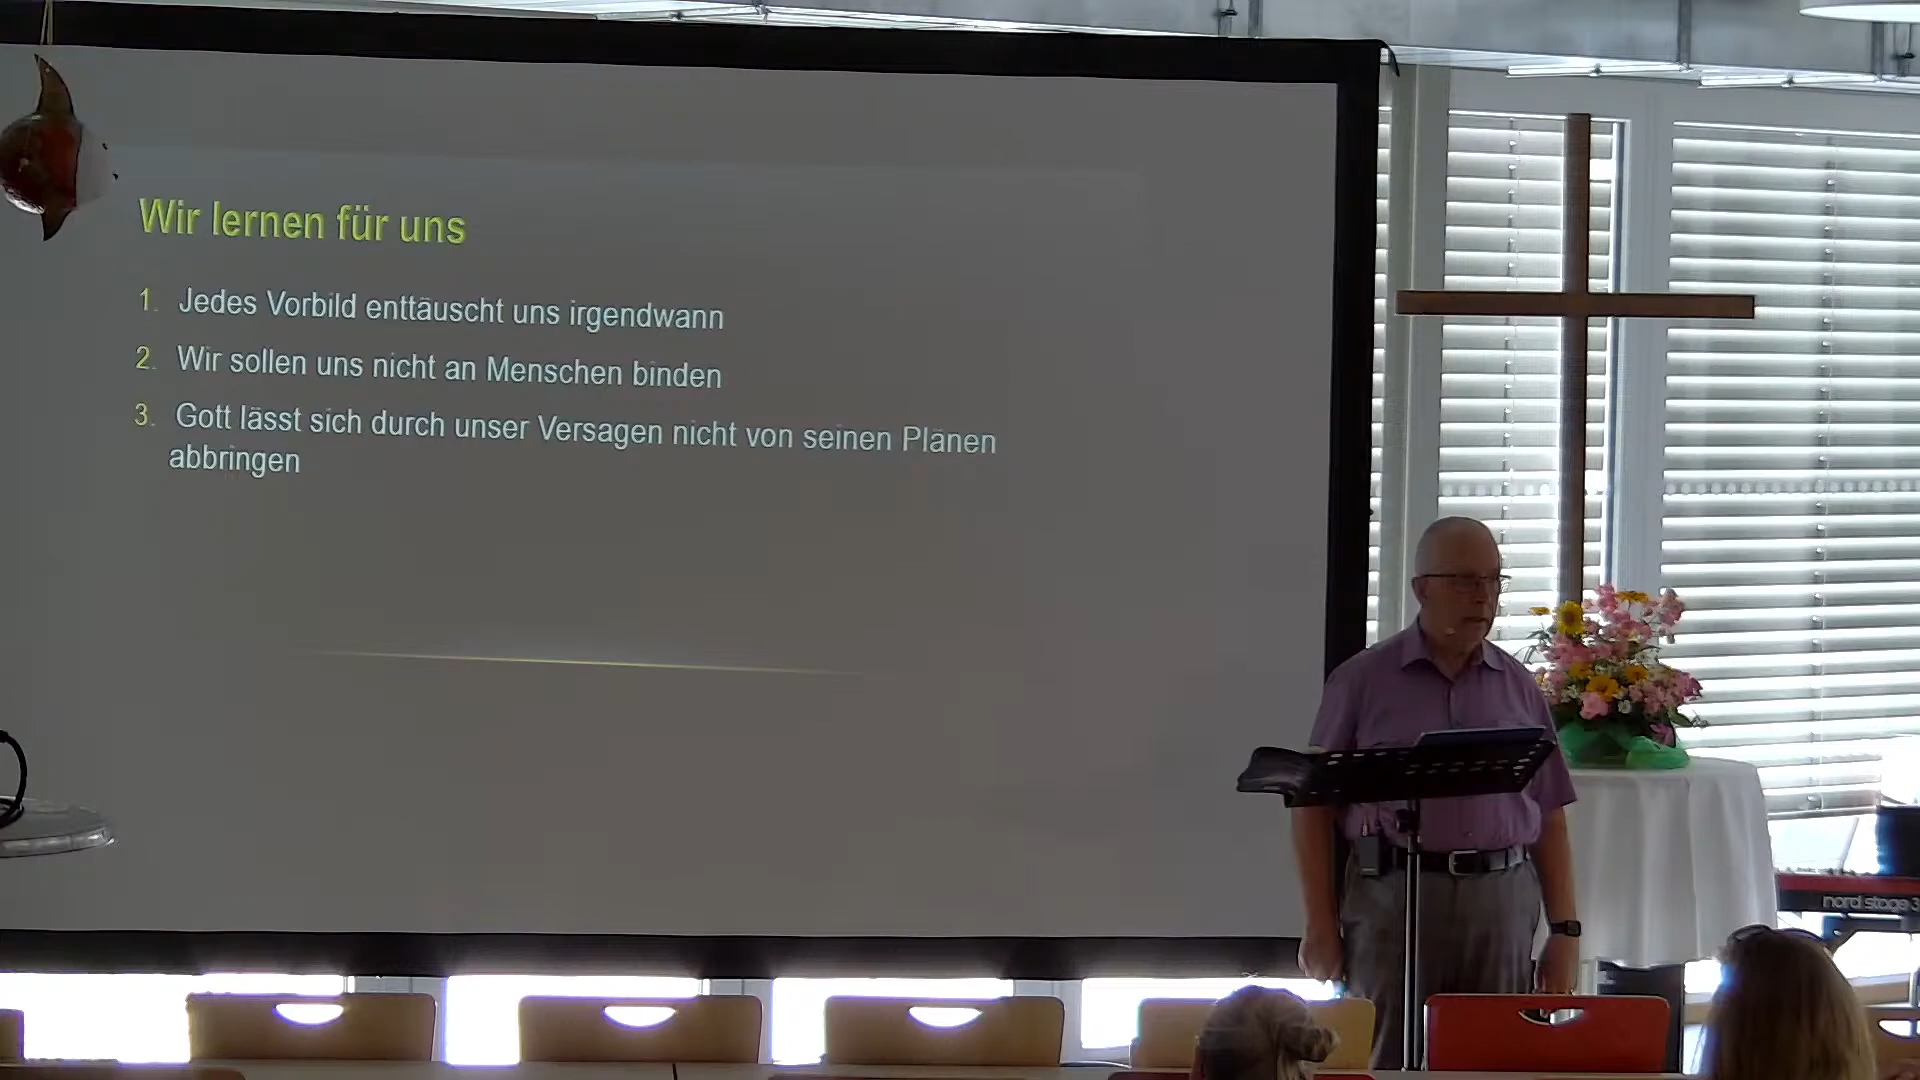 Wir lernen für uns
1. Jedes Vorbild enttäuscht uns irgendwann
2. Wir sollen uns nicht an Menschen binden
3. Gott lässt sich durch unser Versagen nicht von seinen Plänen
abbringen
nord stage 3